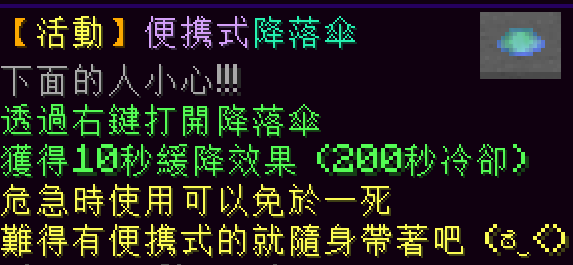 【活動】便携式降落傘
下面的人小心!!!
透過右鍵打開降落傘
獲得10秒緩降效果 (200秒冷卻)
危急時使用可以免於一死
難得有便携式的就隨身帶著吧